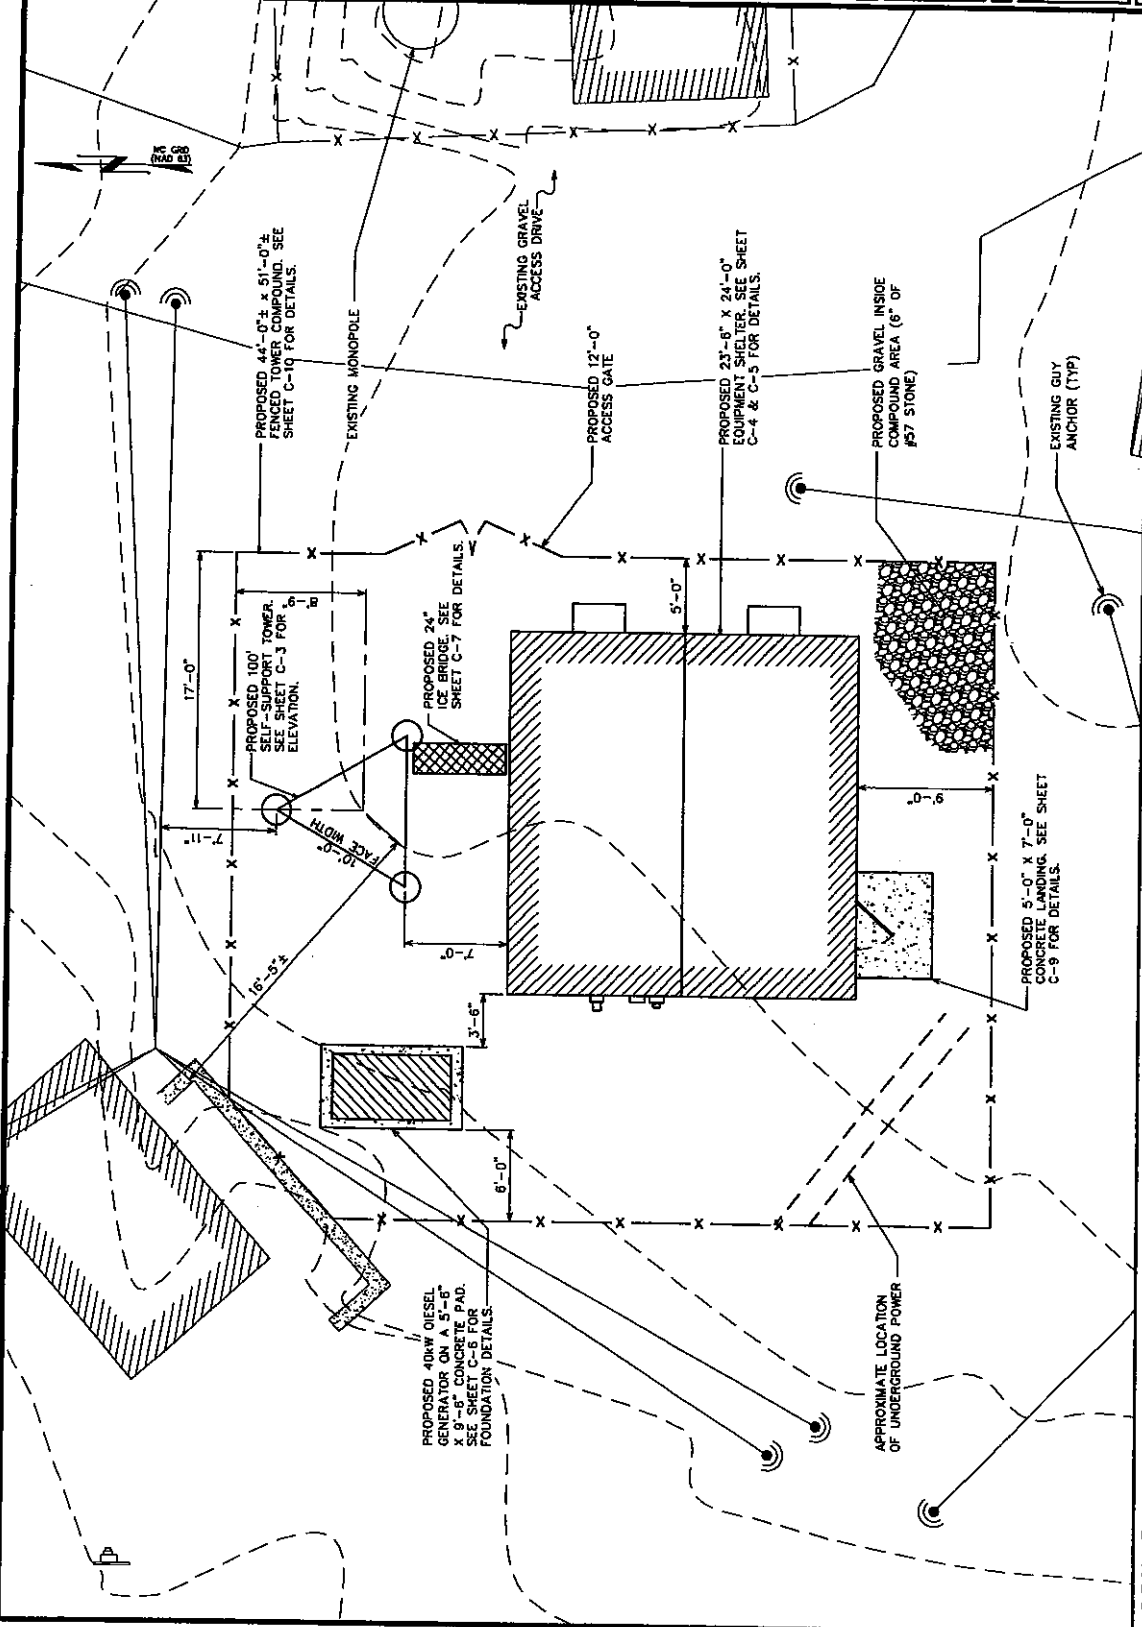 NC GRID
(NAD 83)
PROPOSED 44'-0"± x 51'-0"±
FENCED TOWER COMPOUND. SEE
SHEET C-10 FOR DETAILS.
EXISTING MONOPOLE
EXISTING GRAVEL
ACCESS DRIVE
PROPOSED 12'-0"
ACCESS GATE
PROPOSED 23'-6" X 24'-0"
EQUIPMENT SHELTER. SEE SHEET
C-4 & C-5 FOR DETAILS.
PROPOSED GRAVEL INSIDE
COMPOUND AREA (6" OF
#57 STONE)
EXISTING GUY
ANCHOR (TYP)
17'-0"
8'-9"
PROPOSED 100'
SELF-SUPPORT TOWER.
SEE SHEET C-3 FOR
ELEVATION.
PROPOSED 24"
ICE BRIDGE. SEE
SHEET C-7 FOR DETAILS.
5'-0"
7'-11"
10'-0"
FACE WIDTH
7'-0"
9'-0"
16'-5"±
3'-6"
6'-0"
PROPOSED 5'-0" X 7'-0"
CONCRETE LANDING. SEE SHEET
C-9 FOR DETAILS.
PROPOSED 40kW DIESEL
GENERATOR ON A 5'-6"
X 9'-6" CONCRETE PAD.
SEE SHEET C-6 FOR
FOUNDATION DETAILS.
APPROXIMATE LOCATION
OF UNDERGROUND POWER